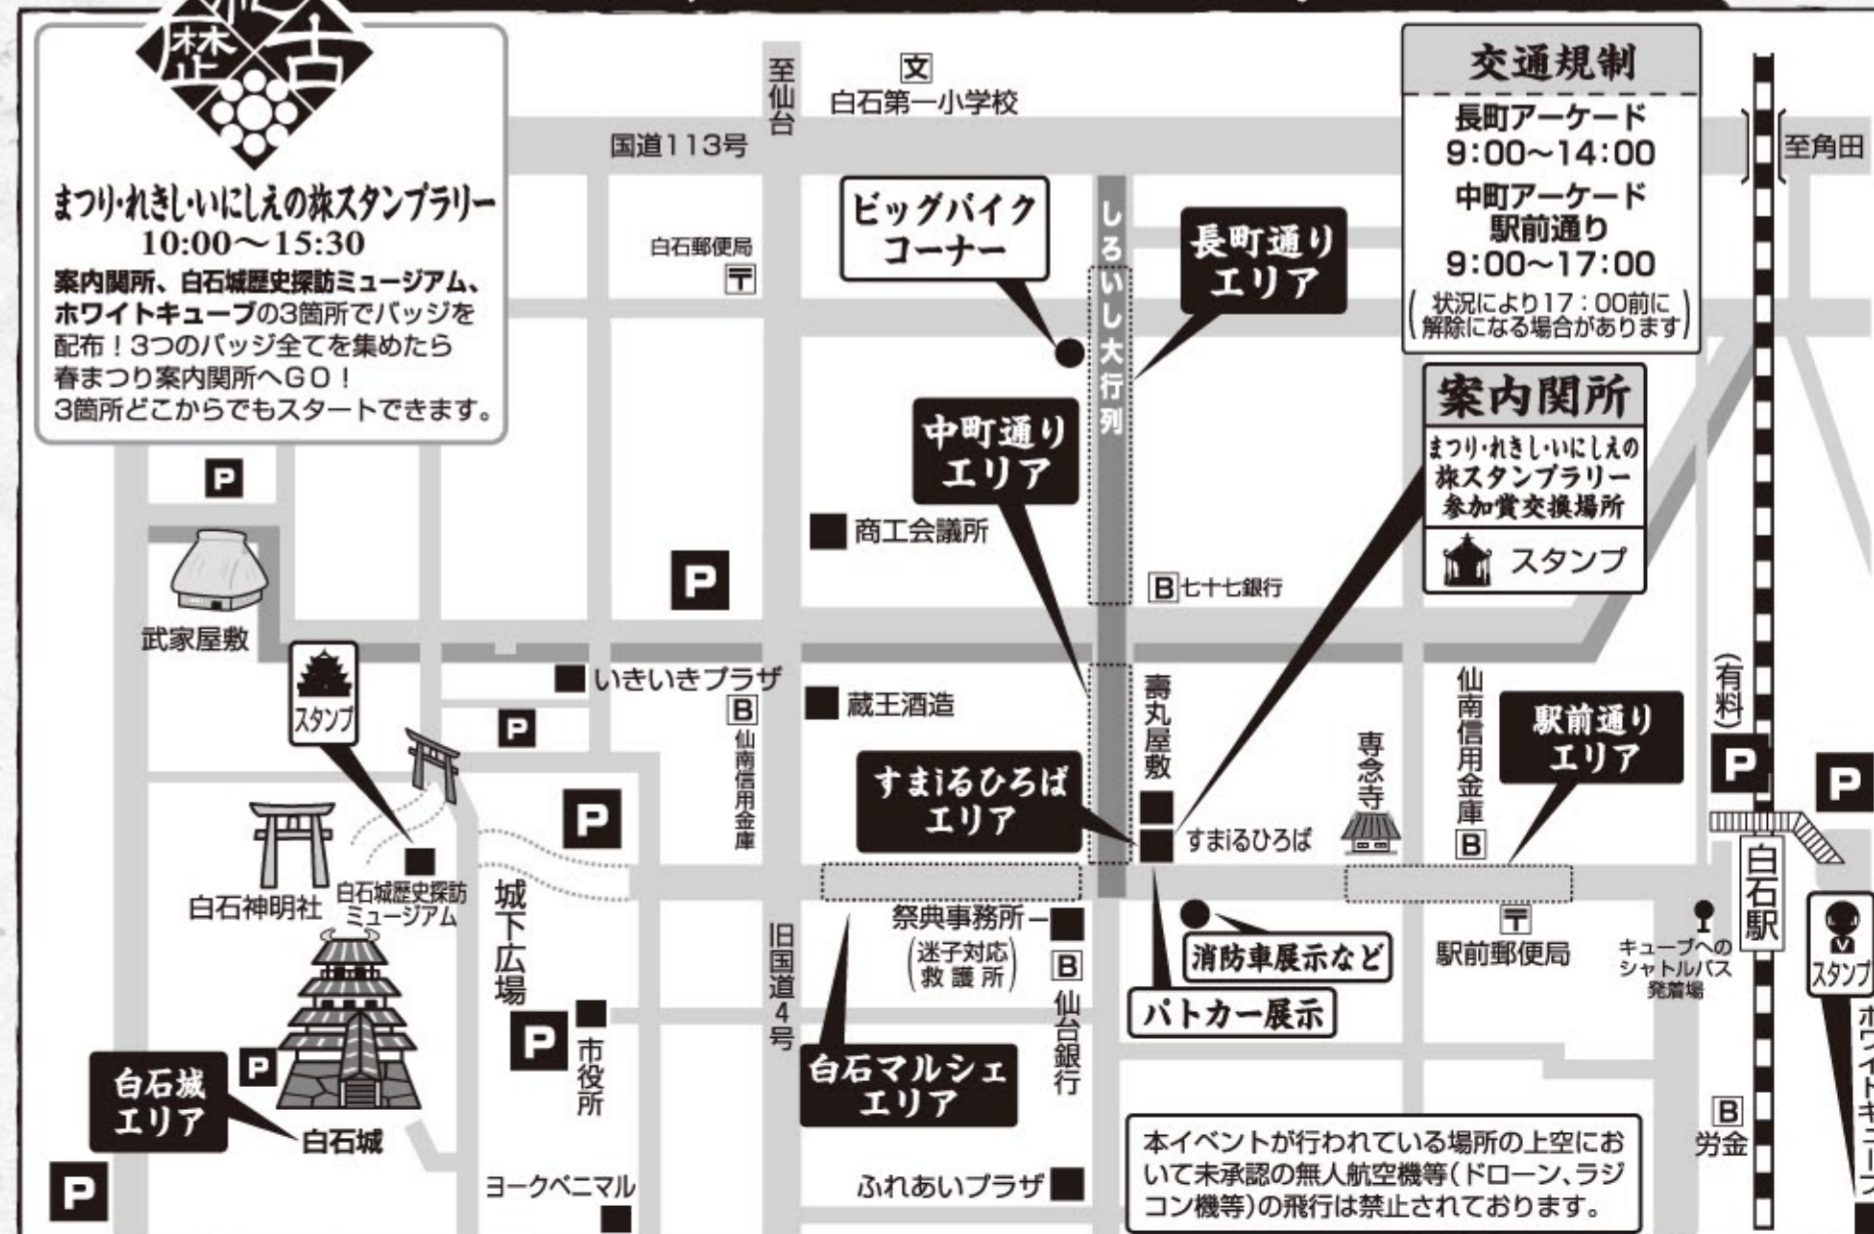 歴
古
まつり・れきし・いにしえの旅スタンプラリー
10:00〜15:30
案内関所、白石城歴史探訪ミュージアム、
ホワイトキューブの3箇所でバッジを
配布！3つのバッジ全てを集めたら
春まつり案内関所へGO！
3箇所どこからでもスタートできます。
至仙台
文
白石第一小学校
国道113号
交通規制
長町アーケード
9:00〜14:00
中町アーケード
駅前通り
9:00〜17:00
(状況により17：00前に
解除になる場合があります)
至角田
白石郵便局
〒
ビッグバイク
コーナー
しろいし大行列
長町通り
エリア
中町通り
エリア
案内関所
まつり・れきし・いにしえの
旅スタンプラリー
参加賞交換場所
スタンプ
P
商工会議所
P
B 七十七銀行
武家屋敷
スタンプ
いきいきプラザ
B
仙南信用金庫
蔵王酒造
P
壽丸屋敷
専念寺
仙南信用金庫
B
駅前通り
エリア
(有料)
P
P
すまiるひろば
エリア
すまiるひろば
P
白石神明社
白石城歴史探訪
ミュージアム
城下広場
旧国道4号
祭典事務所
(迷子対応
救護所)
B
仙台銀行
消防車展示など
パトカー展示
〒
駅前郵便局
キューブへの
シャトルバス
発着場
白石駅
スタンプ
ホワイトキューブ
白石城
エリア
P
白石城
P
市役所
白石マルシェ
エリア
B
労金
P
ヨークベニマル
ふれあいプラザ
本イベントが行われている場所の上空にお
いて未承認の無人航空機等(ドローン、ラジ
コン機等)の飛行は禁止されております。